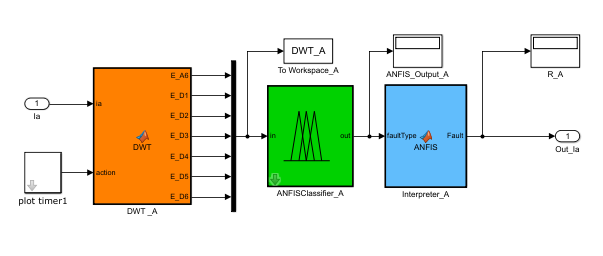 DWT_A
To Workspace_A
ANFIS_Output_A
R_A
1
Ia
ia
action
DWT
E_A6
E_D1
E_D2
E_D3
E_D4
E_D5
E_D6
DWT _A
plot timer1
in
out
ANFISClassifier_A
faultType
ANFIS
Fault
Interpreter_A
1
Out_Ia